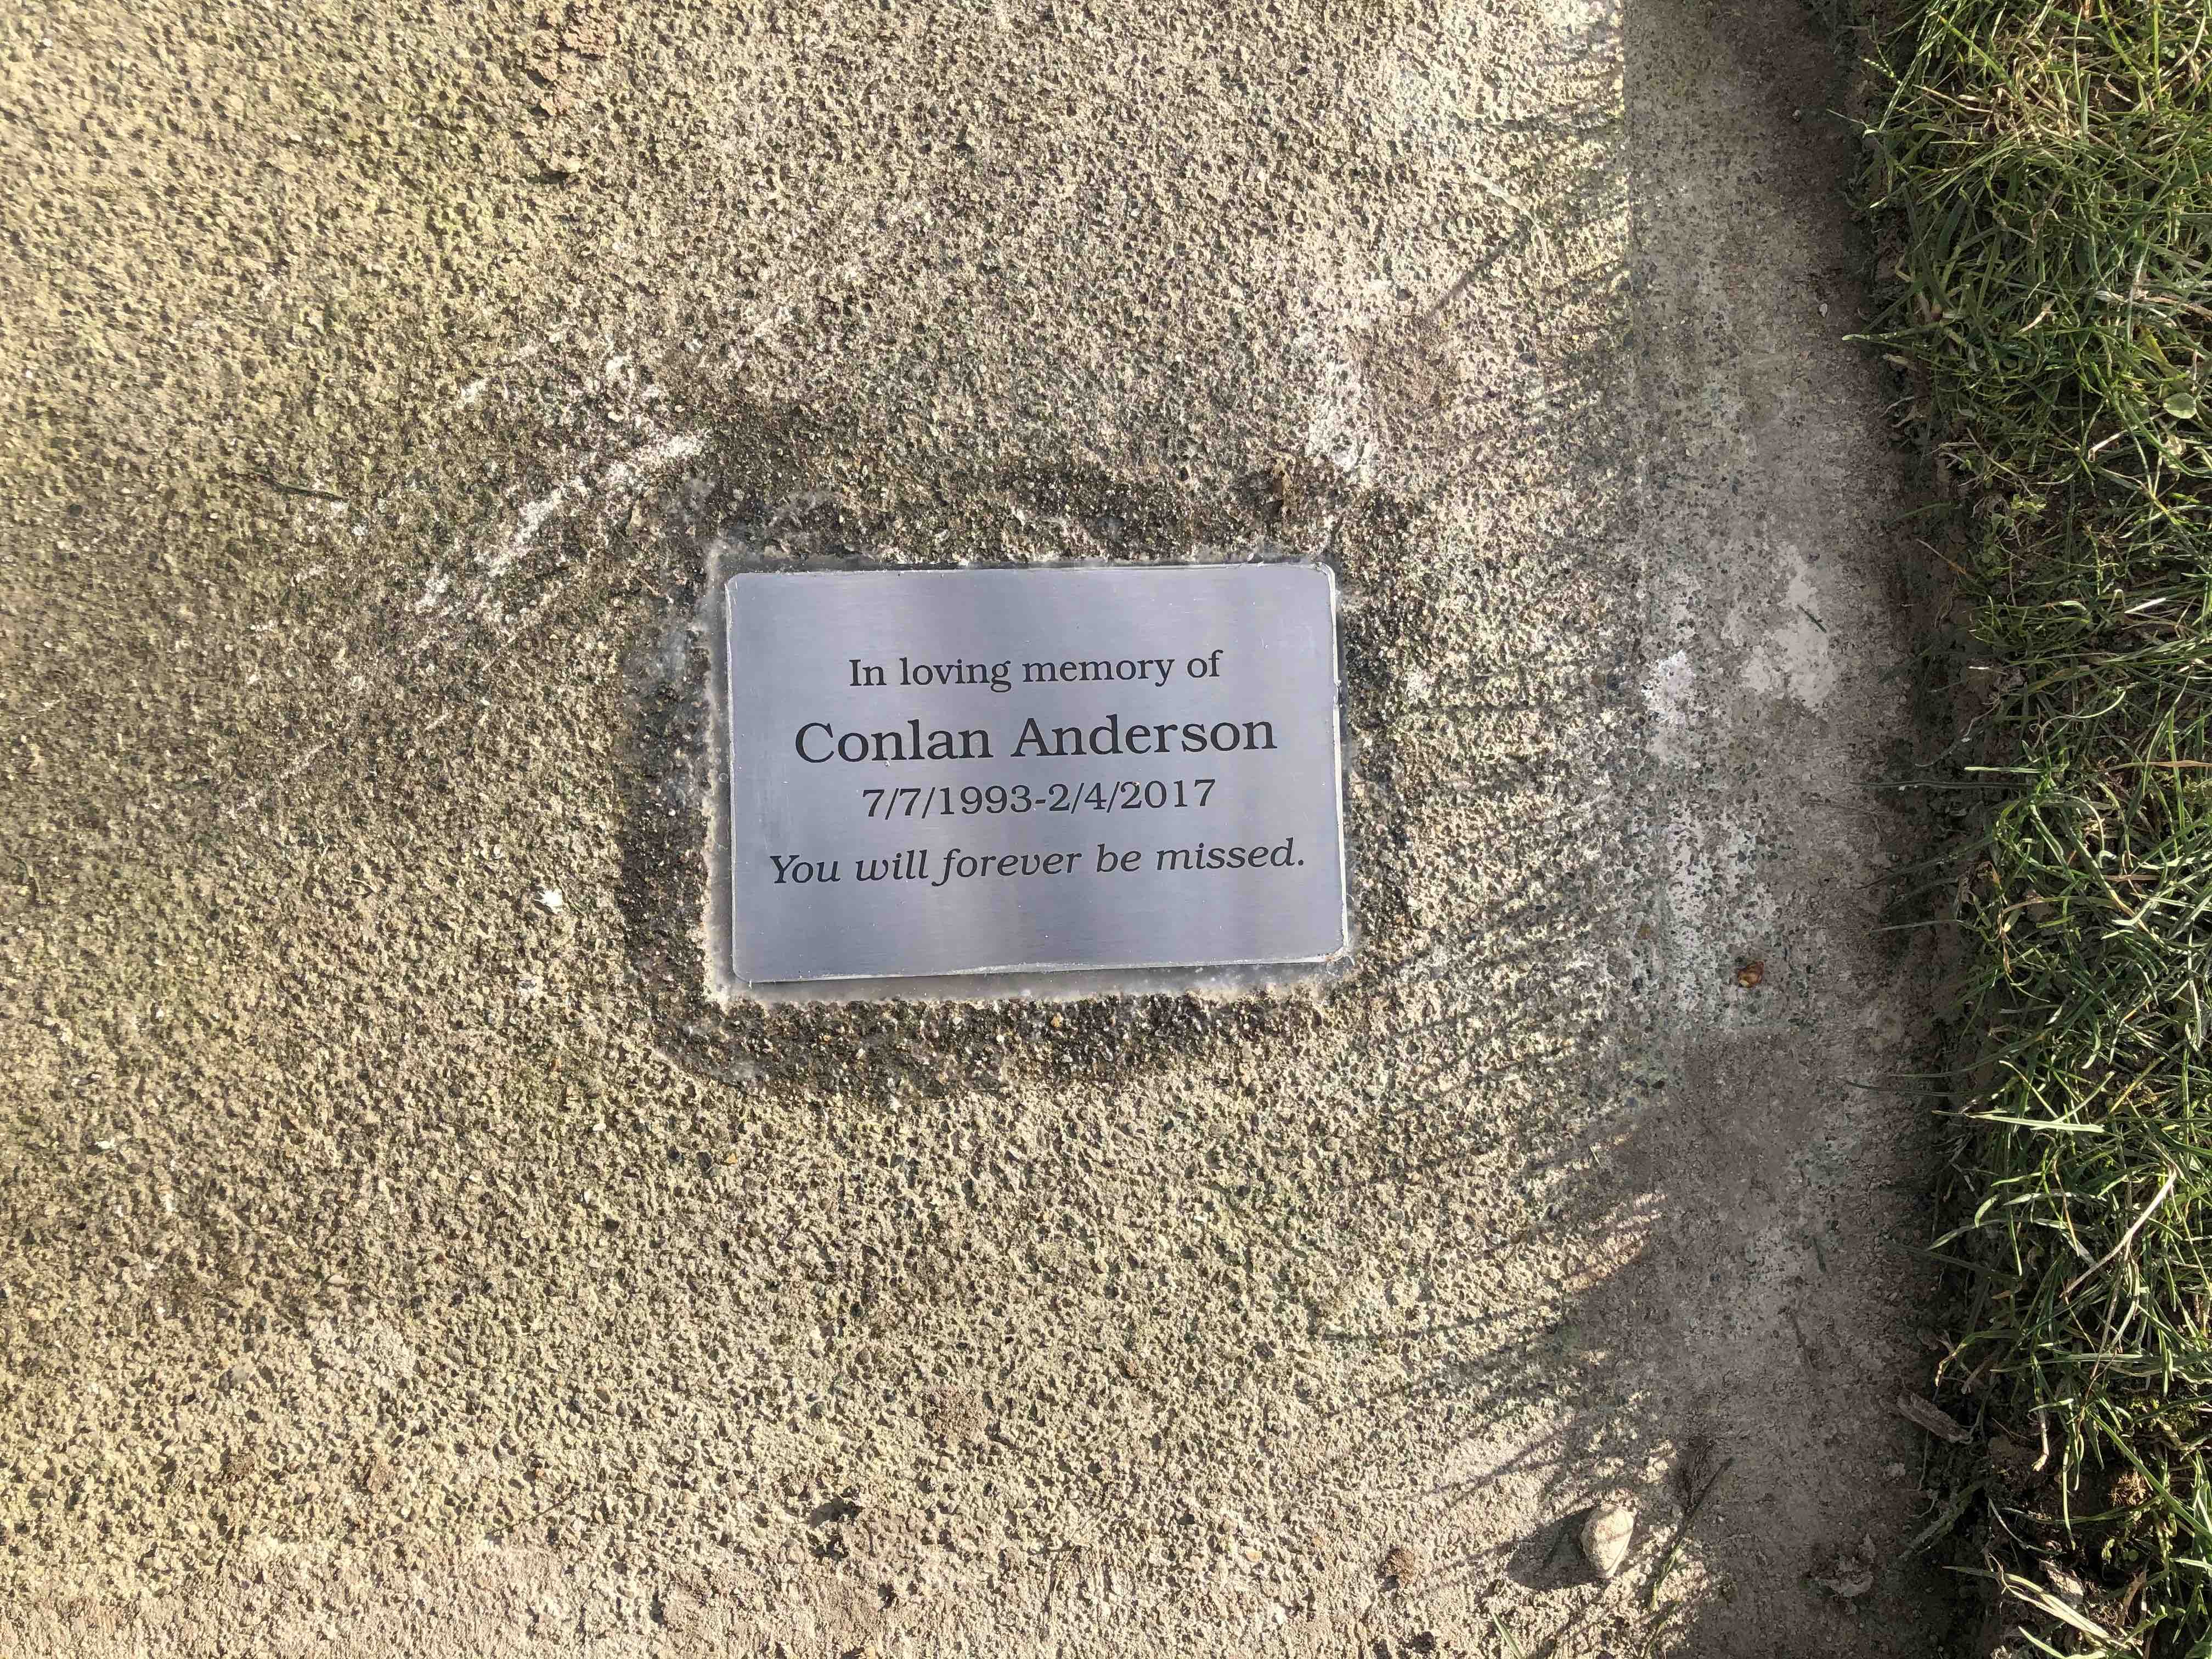 In loving memory of
Conlan Anderson
7/7/1993-2/4/2017
You will forever be missed.